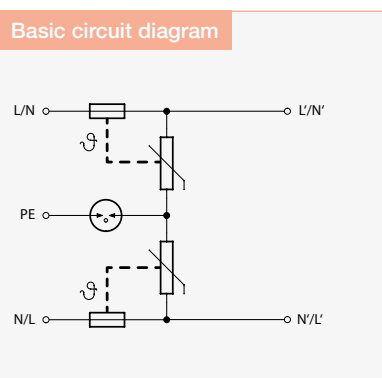 Basic circuit diagram
L/N L'/N'
ϑ
PE
ϑ
N/L N'/L'